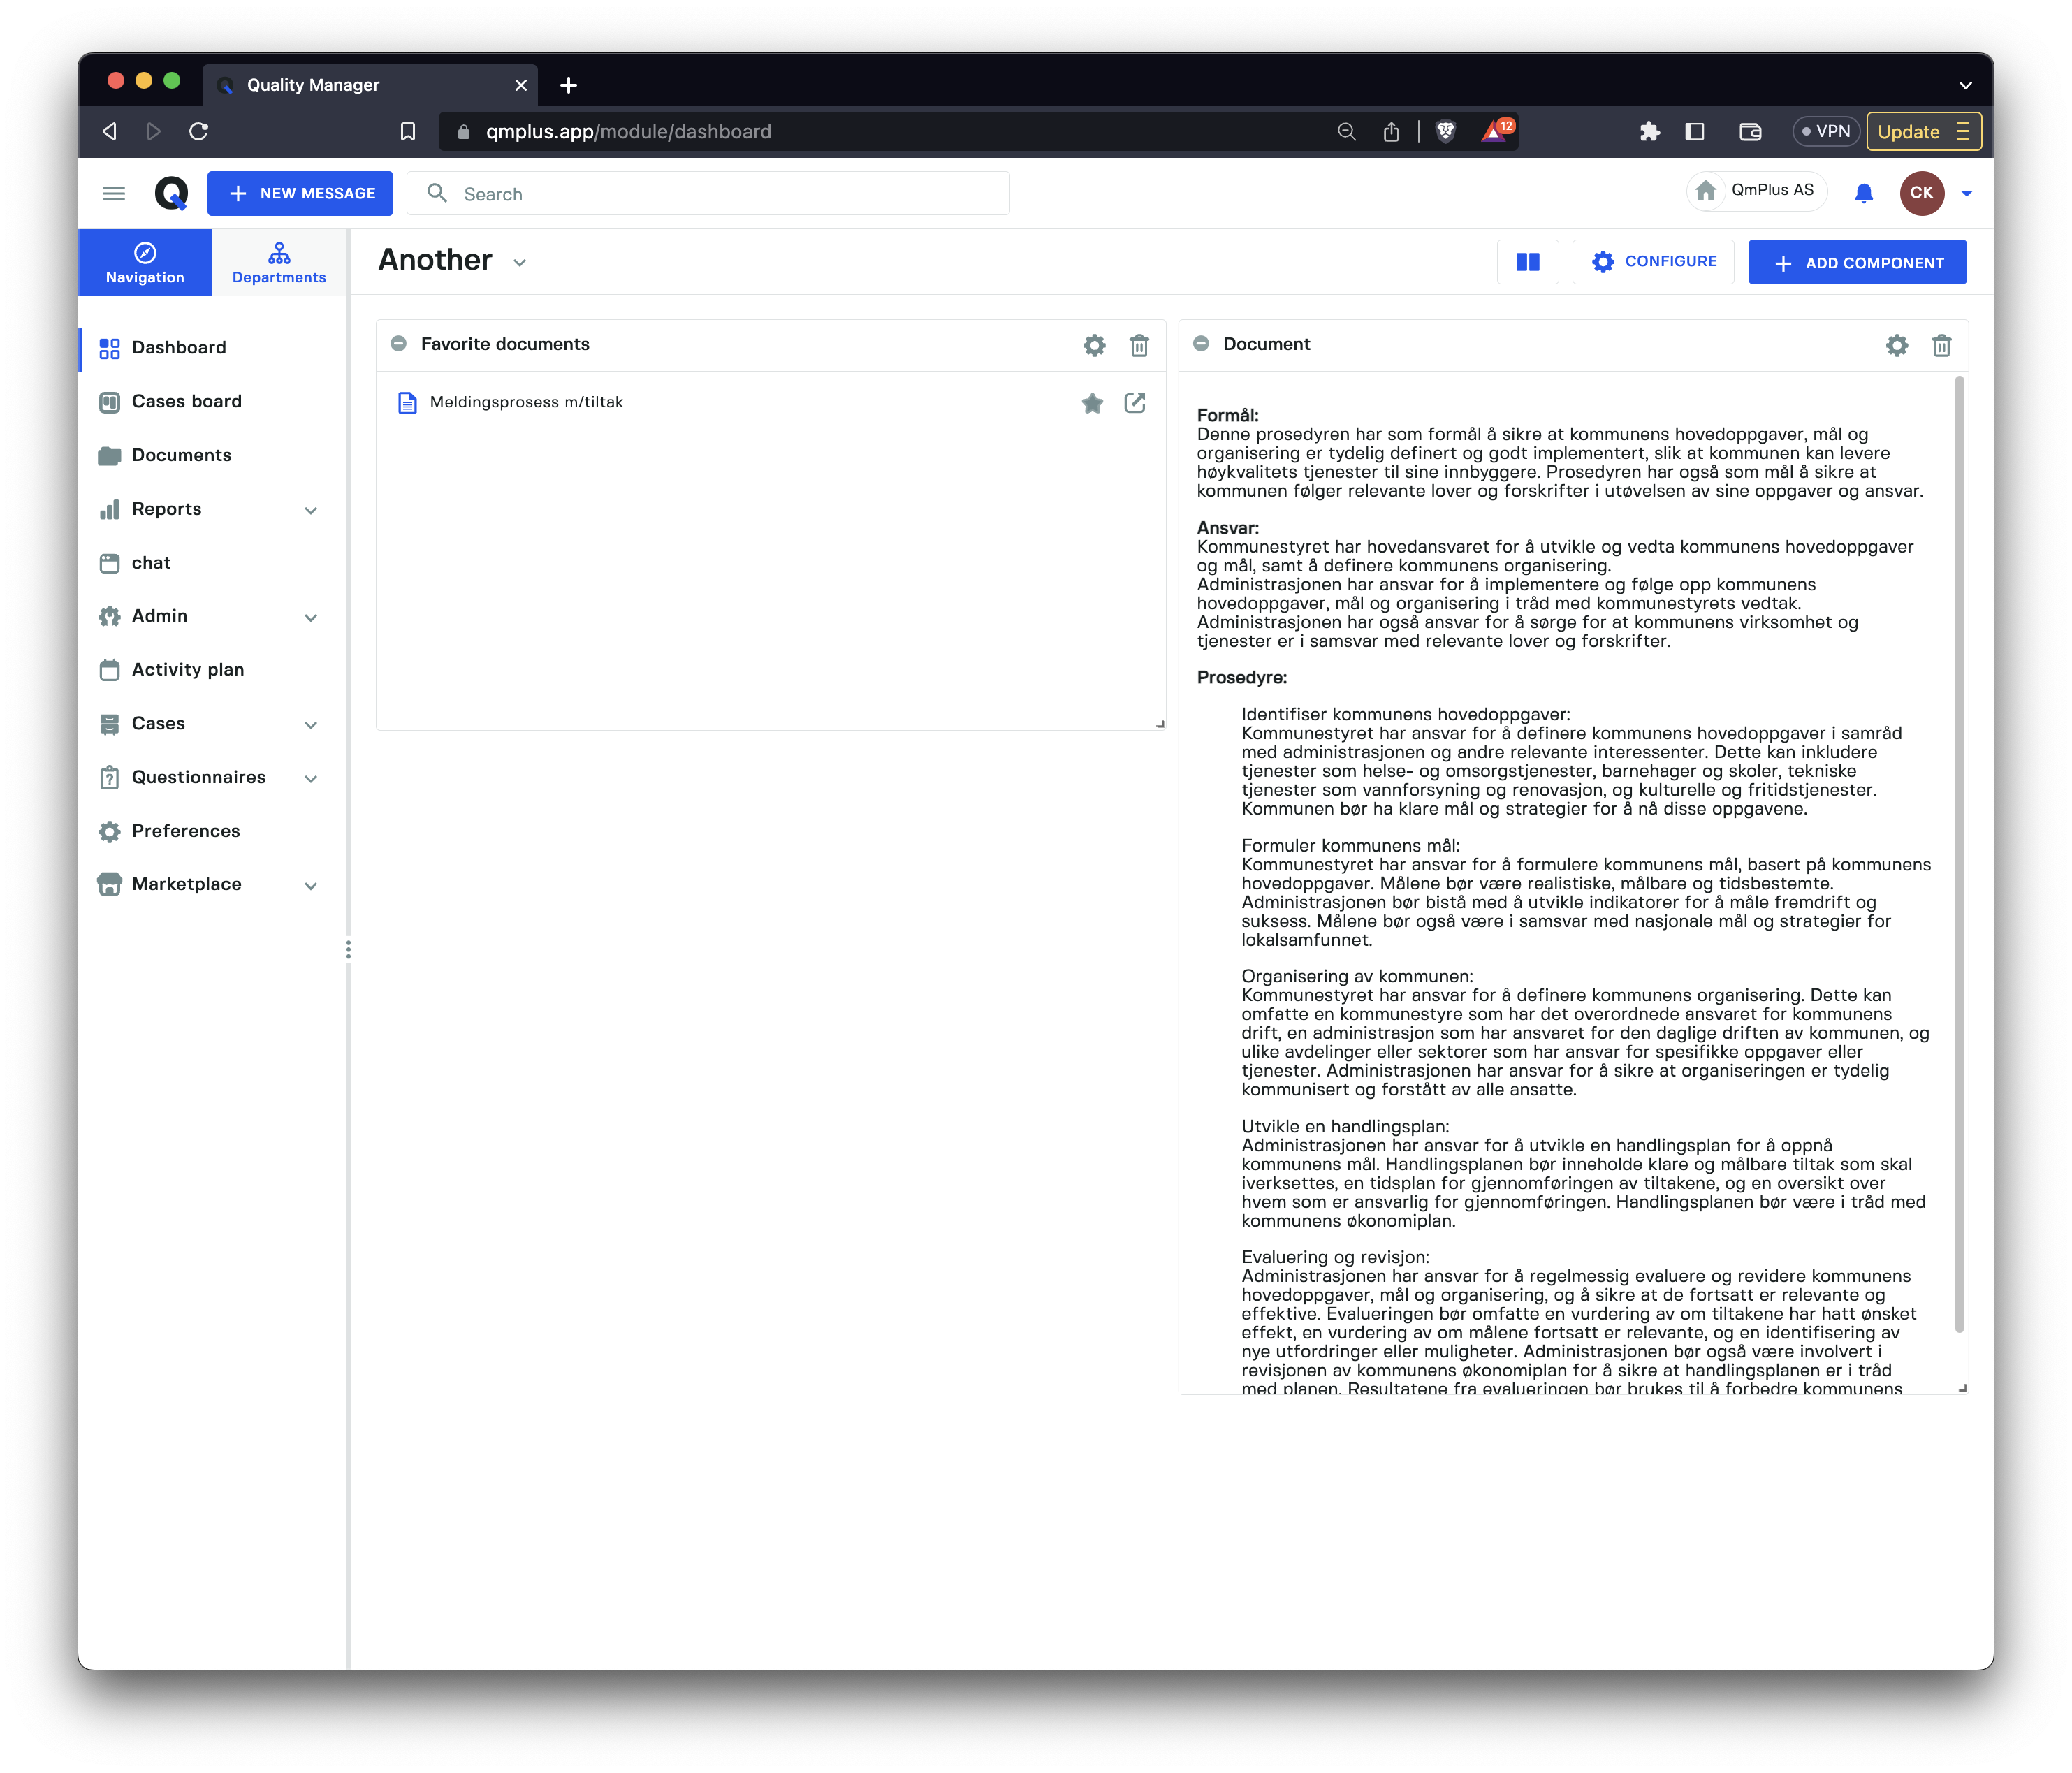 Quality Manager
qmplus.app/module/dashboard
12
VPN
Update
NEW MESSAGE
Search
QmPlus AS
CK
Navigation
Departments
Another
CONFIGURE
ADD COMPONENT
Dashboard
Cases board
Documents
Reports
chat
Admin
Activity plan
Cases
Questionnaires
Preferences
Marketplace
Favorite documents
Meldingsprosess m/tiltak
Document
Formål:
Denne prosedyren har som formål å sikre at kommunens hovedoppgaver, mål og
organisering er tydelig definert og godt implementert, slik at kommunen kan levere
høykvalitets tjenester til sine innbyggere. Prosedyren har også som mål å sikre at
kommunen følger relevante lover og forskrifter i utøvelsen av sine oppgaver og ansvar.
Ansvar:
Kommunestyret har hovedansvaret for å utvikle og vedta kommunens hovedoppgaver
og mål, samt å definere kommunens organisering.
Administrasjonen har ansvar for å implementere og følge opp kommunens
hovedoppgaver, mål og organisering i tråd med kommunestyrets vedtak.
Administrasjonen har også ansvar for å sørge for at kommunens virksomhet og
tjenester er i samsvar med relevante lover og forskrifter.
Prosedyre:
Identifiser kommunens hovedoppgaver:
Kommunestyret har ansvar for å definere kommunens hovedoppgaver i samråd
med administrasjonen og andre relevante interessenter. Dette kan inkludere
tjenester som helse- og omsorgstjenester, barnehager og skoler, tekniske
tjenester som vannforsyning og renovasjon, og kulturelle og fritidstjenester.
Kommunen bør ha klare mål og strategier for å nå disse oppgavene.
Formuler kommunens mål:
Kommunestyret har ansvar for å formulere kommunens mål, basert på kommunens
hovedoppgaver. Målene bør være realistiske, målbare og tidsbestemte.
Administrasjonen bør bistå med å utvikle indikatorer for å måle fremdrift og
suksess. Målene bør også være i samsvar med nasjonale mål og strategier for
lokalsamfunnet.
Organisering av kommunen:
Kommunestyret har ansvar for å definere kommunens organisering. Dette kan
omfatte en kommunestyre som har det overordnede ansvaret for kommunens
drift, en administrasjon som har ansvaret for den daglige driften av kommunen, og
ulike avdelinger eller sektorer som har ansvar for spesifikke oppgaver eller
tjenester. Administrasjonen har ansvar for å sikre at organiseringen er tydelig
kommunisert og forstått av alle ansatte.
Utvikle en handlingsplan:
Administrasjonen har ansvar for å utvikle en handlingsplan for å oppnå
kommunens mål. Handlingsplanen bør inneholde klare og målbare tiltak som skal
iverksettes, en tidsplan for gjennomføringen av tiltakene, og en oversikt over
hvem som er ansvarlig for gjennomføringen. Handlingsplanen bør være i tråd med
kommunens økonomiplan.
Evaluering og revisjon:
Administrasjonen har ansvar for å regelmessig evaluere og revidere kommunens
hovedoppgaver, mål og organisering, og å sikre at de fortsatt er relevante og
effektive. Evalueringen bør omfatte en vurdering av om tiltakene har hatt ønsket
effekt, en vurdering av om målene fortsatt er relevante, og en identifisering av
nye utfordringer eller muligheter. Administrasjonen bør også være involvert i
revisjonen av kommunens økonomiplan for å sikre at handlingsplanen er i tråd
med planen. Resultatene fra evalueringen bør brukes til å forbedre kommunens